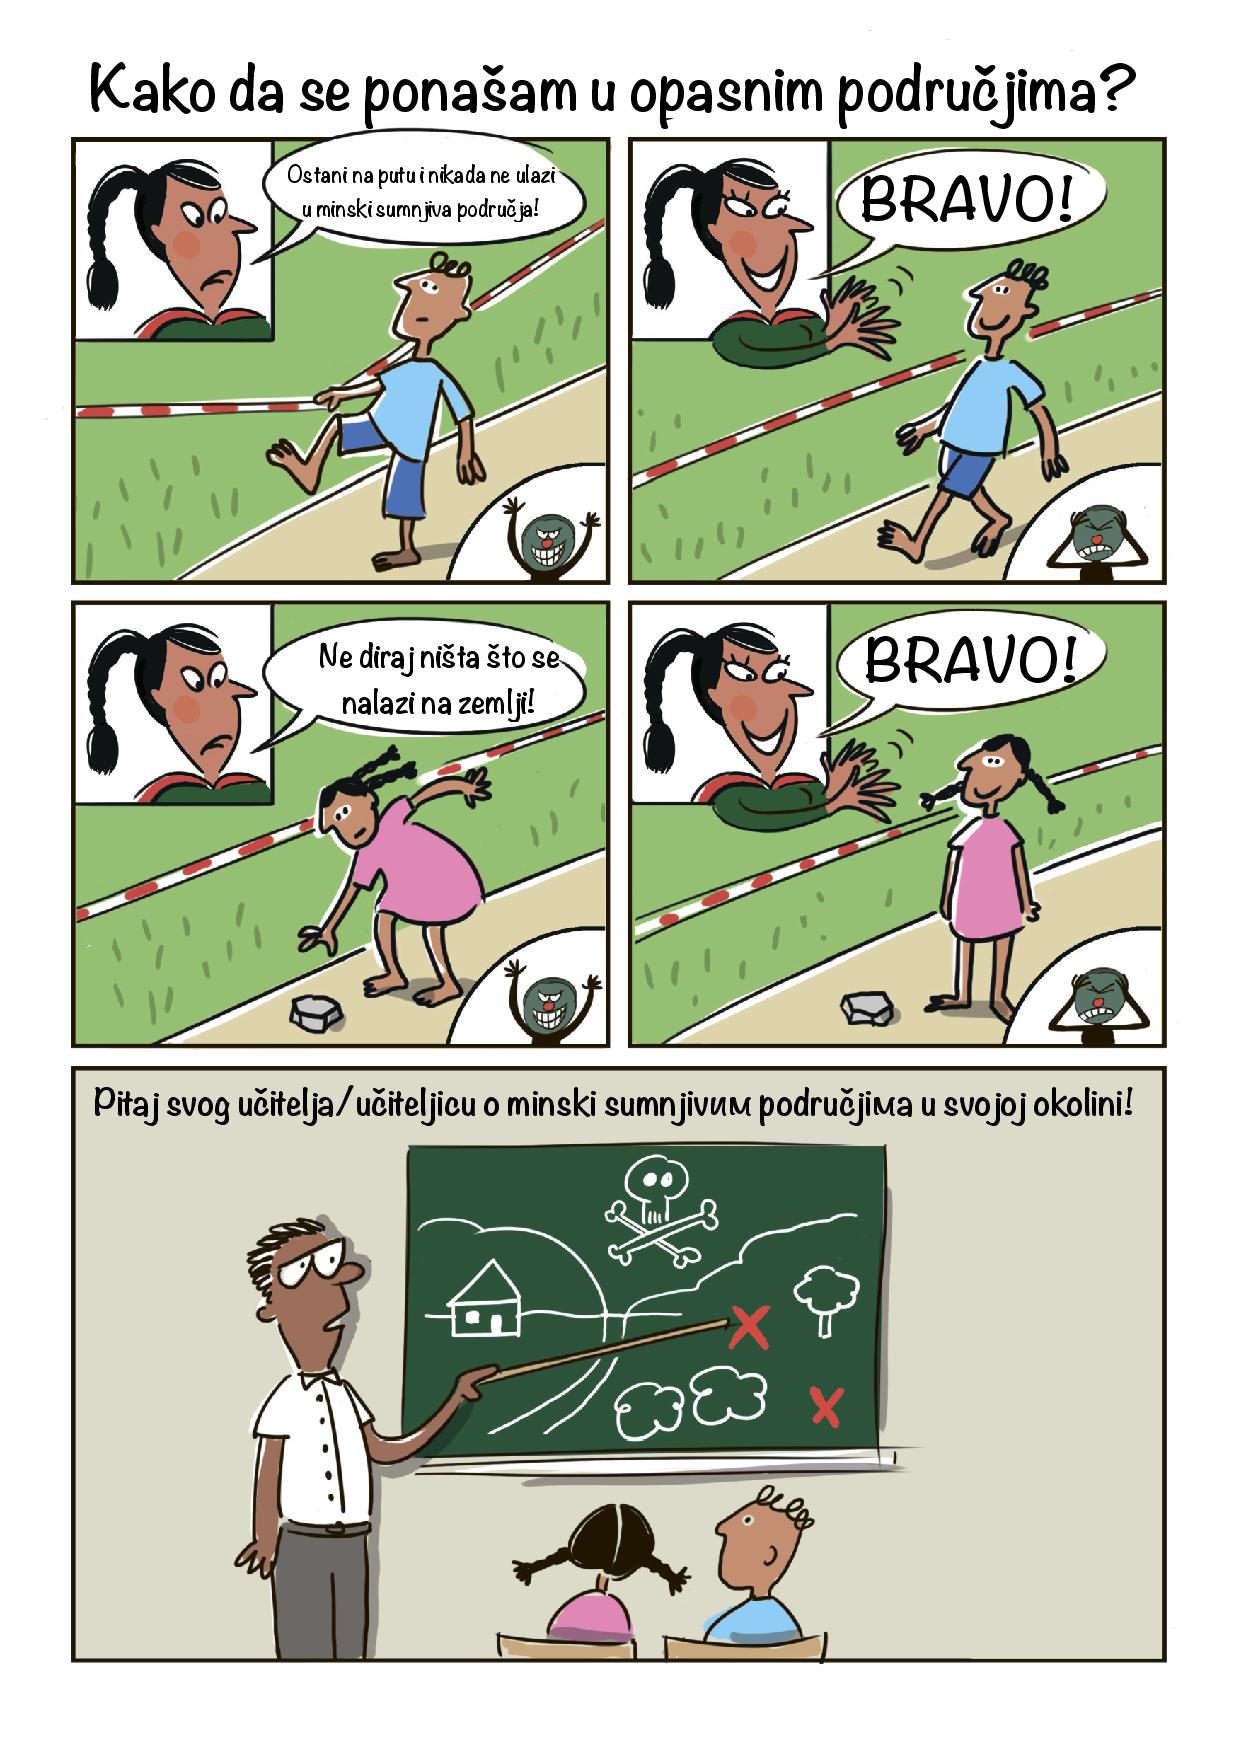 Kako da se ponašam u opasnim područjima?
Ostani na putu i nikada ne ulazi
u minski sumnjiva područja!
BRAVO!
Ne diraj ništa što se
nalazi na zemlji!
BRAVO!
Pitaj svog učitelja/učiteljicu o minski sumnjivим područjiма u svojoj okolini!